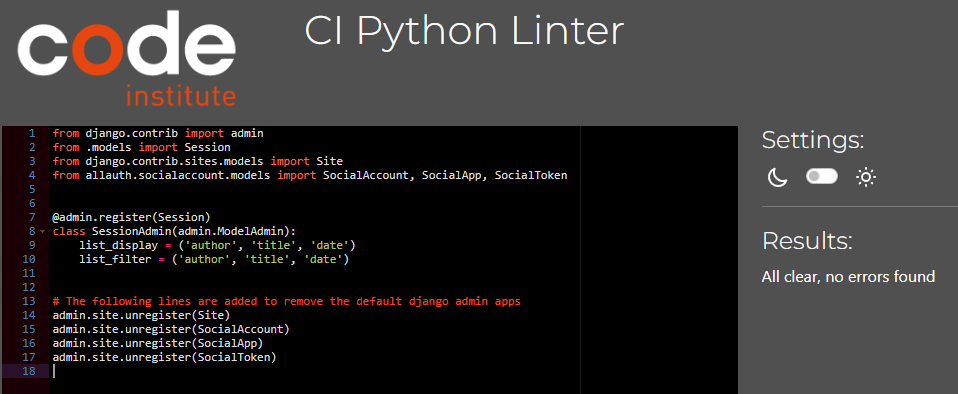 code
institute
CI Python Linter
1 from django.contrib import admin
2 from .models import Session
3 from django.contrib.sites.models import Site
4 from allauth.socialaccount.models import SocialAccount, SocialApp, SocialToken
5
6
7 @admin.register(Session)
8 class SessionAdmin(admin.ModelAdmin):
9     list_display = ('author', 'title', 'date')
10     list_filter = ('author', 'title', 'date')
11
12
13 # The following lines are added to remove the default django admin apps
14 admin.site.unregister(Site)
15 admin.site.unregister(SocialAccount)
16 admin.site.unregister(SocialApp)
17 admin.site.unregister(SocialToken)
18
Settings:
Results:
All clear, no errors found